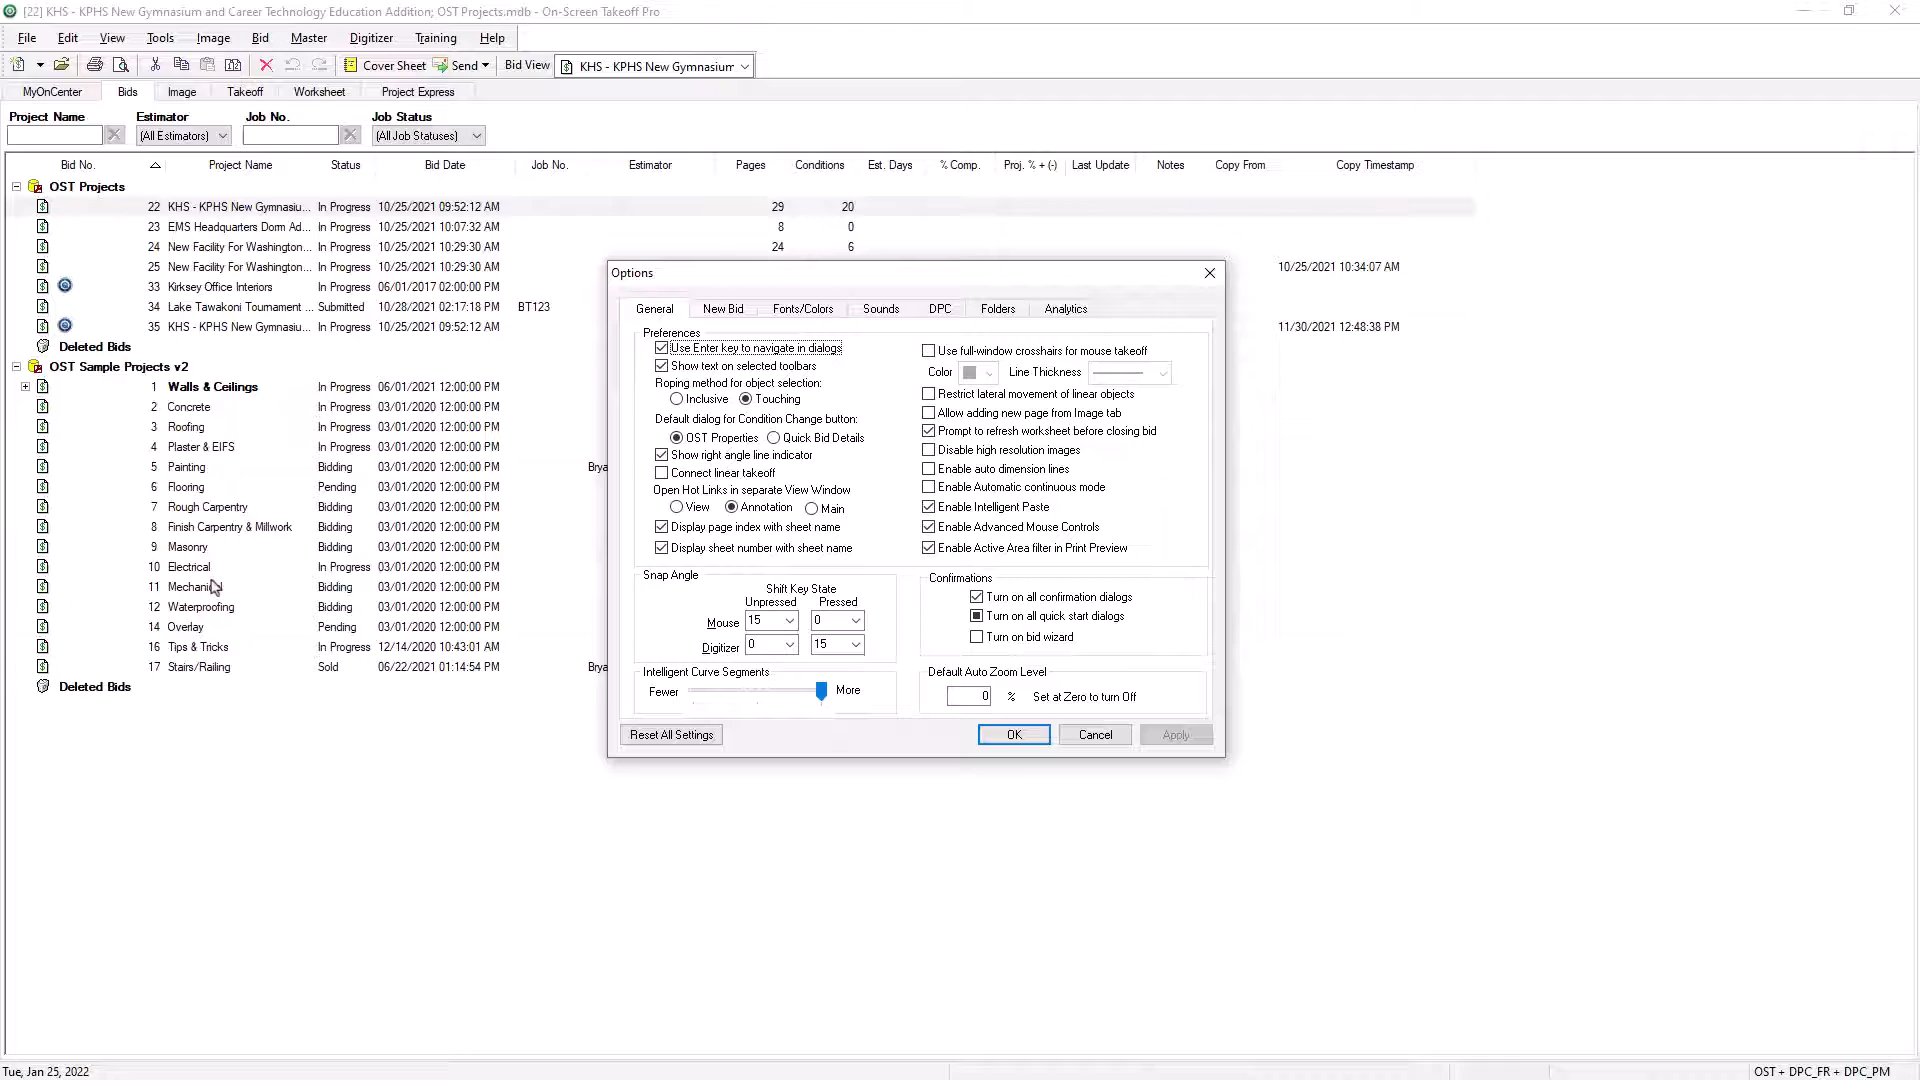 [22] KHS - KPHS New Gymnasium and Career Technology Education Addition; OST Projects.mdb - On-Screen Takeoff Pro
File Edit View Tools Image Bid Master Digitizer Training Help
Cover Sheet Send Bid View KHS - KPHS New Gymnasium
MyOnCenter Bids Image Takeoff Worksheet Project Express
Project Name Estimator Job No. Job Status
(All Estimators) (All Job Statuses)
Bid No. Project Name Status Bid Date Job No. Estimator Pages Conditions Est. Days % Comp. Proj. % + (-) Last Update Notes Copy From Copy Timestamp
OST Projects
22 KHS - KPHS New Gymnasiu... In Progress 10/25/2021 09:52:12 AM 29 20
23 EMS Headquarters Dorm Ad... In Progress 10/25/2021 10:07:32 AM 8 0
24 New Facility For Washington... In Progress 10/25/2021 10:29:30 AM 24 6
25 New Facility For Washington... In Progress 10/25/2021 10:29:30 AM 10/25/2021 10:34:07 AM
33 Kirksey Office Interiors In Progress 06/01/2017 02:00:00 PM
34 Lake Tawakoni Tournament ... Submitted 10/28/2021 02:17:18 PM BT123
35 KHS - KPHS New Gymnasiu... In Progress 10/25/2021 09:52:12 AM 11/30/2021 12:48:38 PM
Deleted Bids
OST Sample Projects v2
1 Walls & Ceilings In Progress 06/01/2021 12:00:00 PM
2 Concrete In Progress 03/01/2020 12:00:00 PM
3 Roofing In Progress 03/01/2020 12:00:00 PM
4 Plaster & EIFS In Progress 03/01/2020 12:00:00 PM
5 Painting Bidding 03/01/2020 12:00:00 PM Brya
6 Flooring Pending 03/01/2020 12:00:00 PM
7 Rough Carpentry Bidding 03/01/2020 12:00:00 PM
8 Finish Carpentry & Millwork Bidding 03/01/2020 12:00:00 PM
9 Masonry Bidding 03/01/2020 12:00:00 PM
10 Electrical In Progress 03/01/2020 12:00:00 PM
11 Mechanical Bidding 03/01/2020 12:00:00 PM
12 Waterproofing Bidding 03/01/2020 12:00:00 PM
14 Overlay Pending 03/01/2020 12:00:00 PM
16 Tips & Tricks In Progress 12/14/2020 10:43:01 AM
17 Stairs/Railing Sold 06/22/2021 01:14:54 PM Brya
Deleted Bids
Options
General New Bid Fonts/Colors Sounds DPC Folders Analytics
Preferences
Use Enter key to navigate in dialogs
Show text on selected toolbars
Roping method for object selection:
Inclusive Touching
Default dialog for Condition Change button:
OST Properties Quick Bid Details
Show right angle line indicator
Connect linear takeoff
Open Hot Links in separate View Window
View Annotation Main
Display page index with sheet name
Display sheet number with sheet name
Use full-window crosshairs for mouse takeoff
Color Line Thickness
Restrict lateral movement of linear objects
Allow adding new page from Image tab
Prompt to refresh worksheet before closing bid
Disable high resolution images
Enable auto dimension lines
Enable Automatic continuous mode
Enable Intelligent Paste
Enable Advanced Mouse Controls
Enable Active Area filter in Print Preview
Snap Angle
Shift Key State
Unpressed Pressed
Mouse 15 0
Digitizer 0 15
Confirmations
Turn on all confirmation dialogs
Turn on all quick start dialogs
Turn on bid wizard
Intelligent Curve Segments
Fewer More
Default Auto Zoom Level
0 % Set at Zero to turn Off
Reset All Settings OK Cancel Apply
Tue, Jan 25, 2022 OST + DPC_FR + DPC_PM